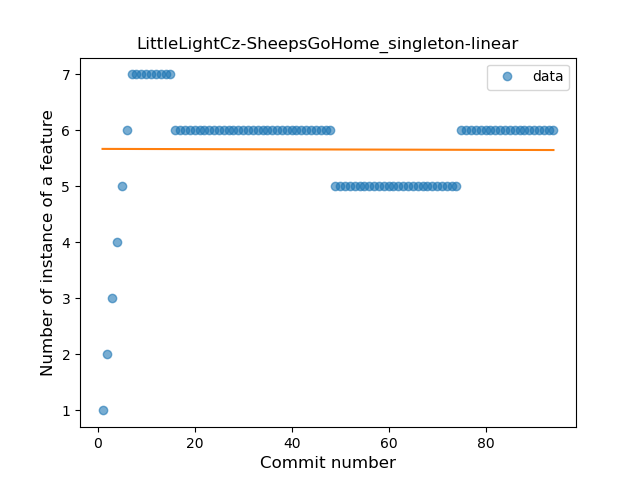 LittleLightCz-SheepsGoHome_singleton-linear
data
7
6
5
4
3
2
1
Number of instance of a feature
0 20 40 60 80
Commit number